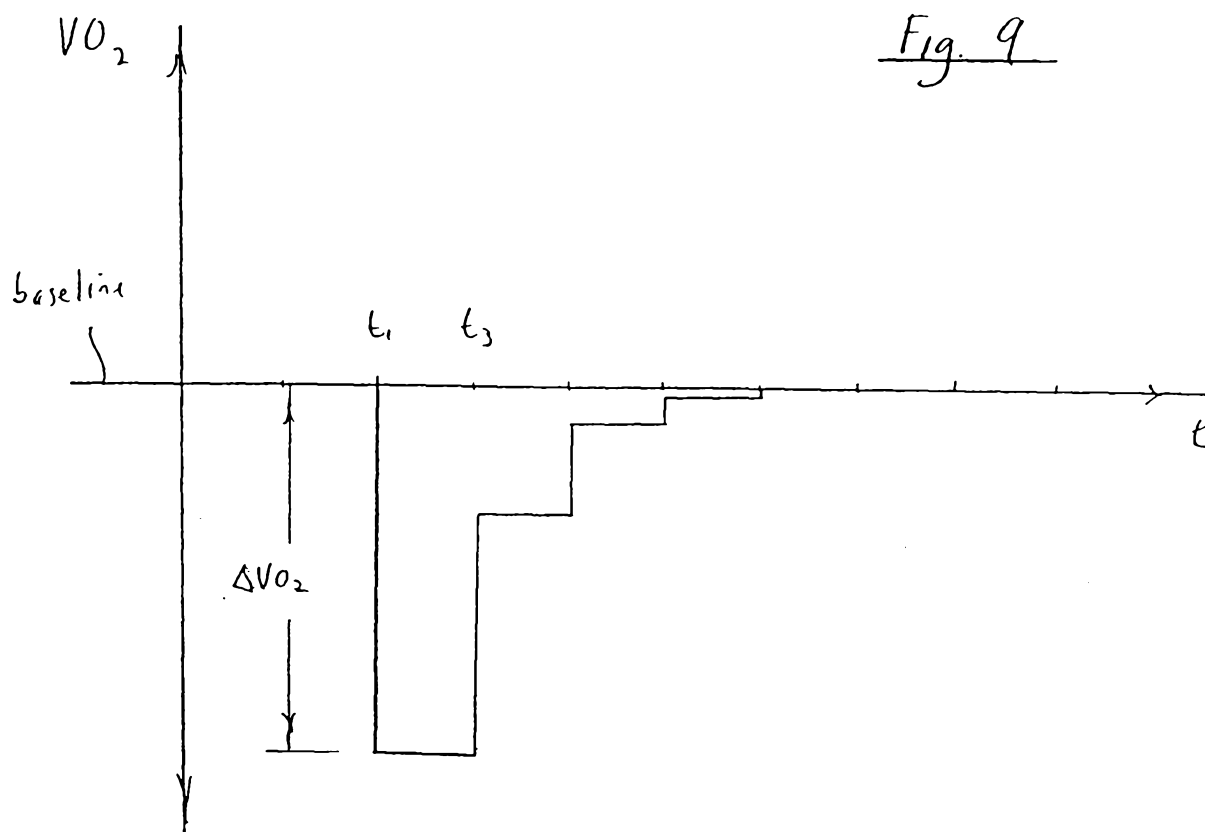 VO₂
Fig. 9
baseline
t₁ t₃
t
ΔVO₂